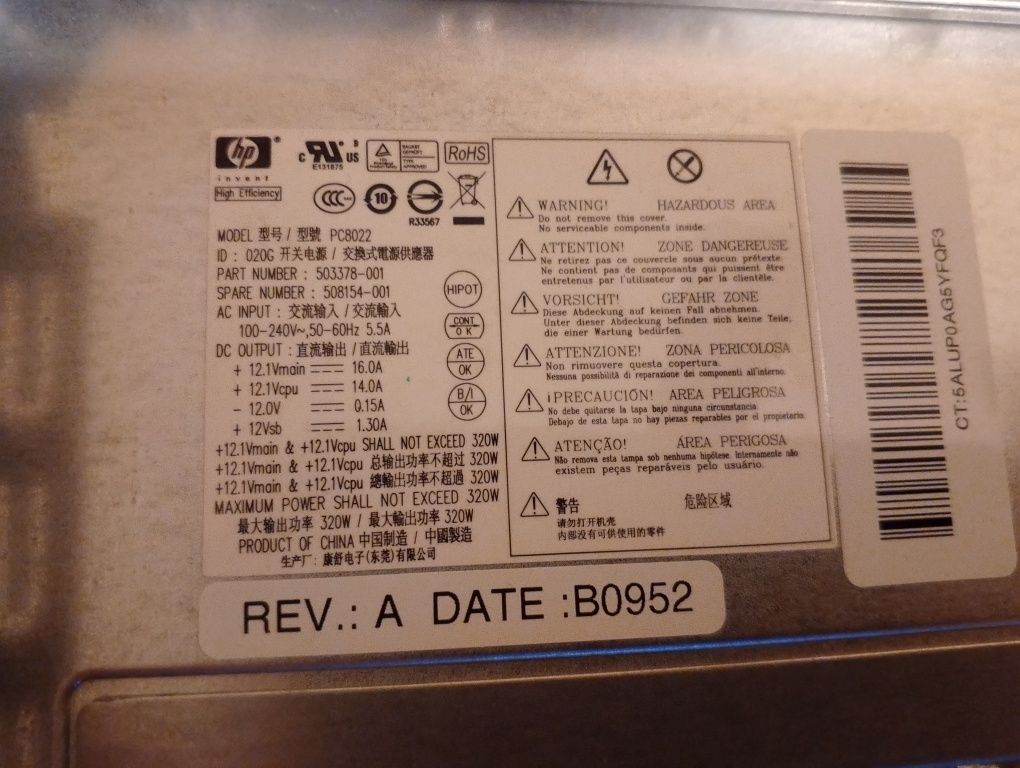 hp
invent
High Efficiency
c RU US
E131875
TYPE
APPROVED
RoHS
CCC
10
R33567
MODEL 型号 / 型號 PC8022
ID : 020G 开关电源 / 交換式電源供應器
PART NUMBER : 503378-001
SPARE NUMBER : 508154-001
AC INPUT : 交流输入 / 交流輸入
100-240V~,50-60Hz 5.5A
DC OUTPUT : 直流输出 / 直流輸出
+ 12.1Vmain 16.0A
+ 12.1Vcpu 14.0A
- 12.0V 0.15A
+ 12Vsb 1.30A
HIPOT
CONT
OK
ATE
OK
B/I
OK
+12.1Vmain & +12.1Vcpu SHALL NOT EXCEED 320W
+12.1Vmain & +12.1Vcpu 总输出功率不超过 320W
+12.1Vmain & +12.1Vcpu 總輸出功率不超過 320W
MAXIMUM POWER SHALL NOT EXCEED 320W
最大输出功率 320W / 最大輸出功率 320W
PRODUCT OF CHINA 中国制造 / 中國製造
生产厂: 康舒电子(东莞)有限公司
WARNING! HAZARDOUS AREA
Do not remove this cover.
No serviceable components inside.
ATTENTION! ZONE DANGEREUSE
Ne retirez pas ce couvercle sous aucun prétexte.
Ne contient pas de composants qui puissent être
entretenus par l'utilisateur ou par la clientèle.
VORSICHT! GEFAHR ZONE
Diese Abdeckung auf keinen Fall abnehmen.
Unter dieser Abdeckung befinden sich keine Teile,
die einer Wartung bedürfen.
ATTENZIONE! ZONA PERICOLOSA
Non rimuovere questa copertura.
Nessuna possibilità di reparazione dei componenti all'interno.
¡PRECAUCIÓN! AREA PELIGROSA
No debe quitarse la tapa bajo ninguna circunstancia.
Debajo de esta tapa no hay piezas reparables por el propietario.
ATENÇÃO! ÁREA PERIGOSA
Não remova esta tampa sob nenhuma hipótese. Internamente não
existem peças reparáveis pelo usuário.
警告 危险区域
请勿打开机壳
内部没有可供使用的零件
CT:5ALUP0AG5YFQF3
REV.: A DATE :B0952